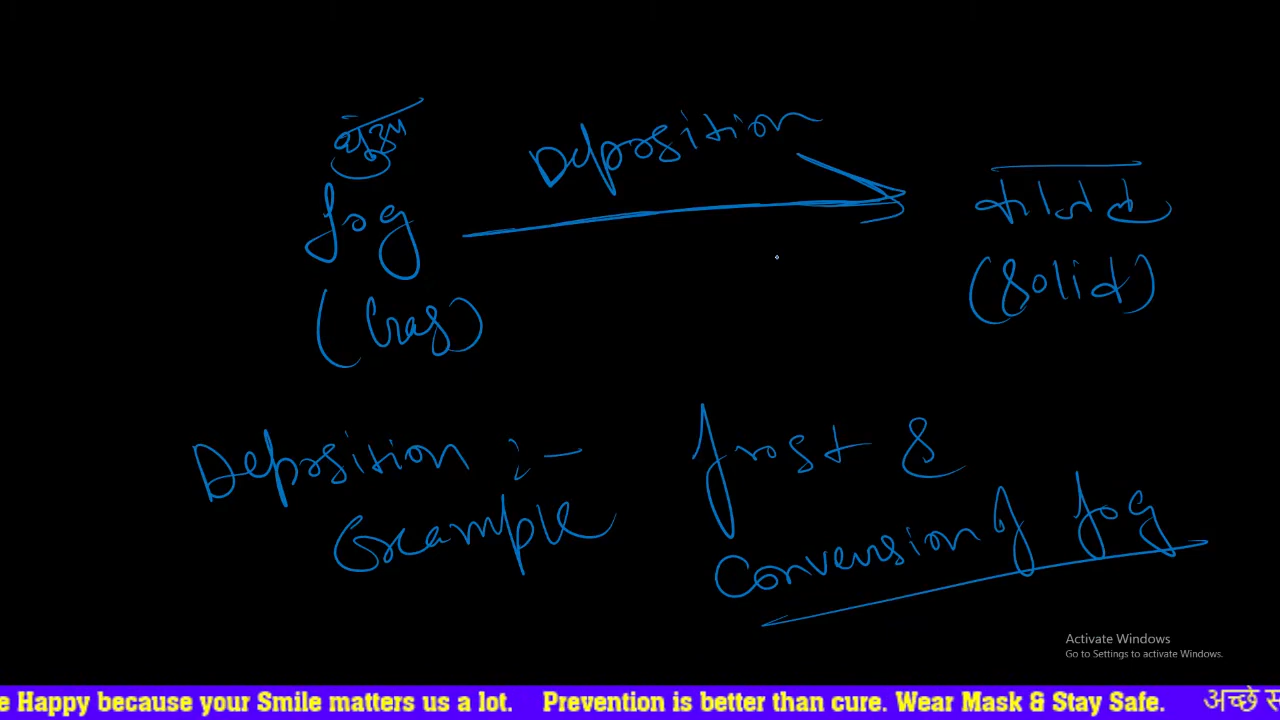 Deposition
fog
(Gas)
(Solid)
Deposition :-
Example
frost &
Conversion of fog
Activate Windows
Go to Settings to activate Windows.
e Happy because your Smile matters us a lot. Prevention is better than cure. Wear Mask & Stay Safe. अच्छे